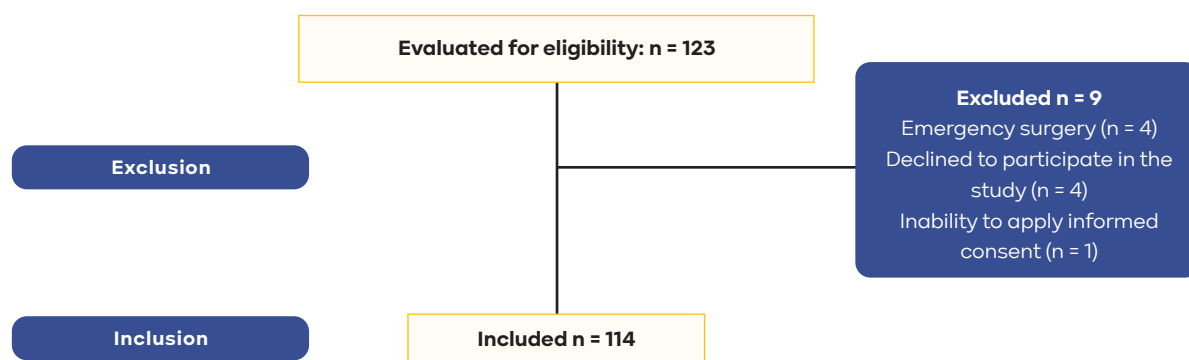 Evaluated for eligibility: n = 123
Excluded n = 9
Emergency surgery (n = 4)
Declined to participate in the
study (n = 4)
Inability to apply informed
consent (n = 1)
Exclusion
Inclusion
Included n = 114